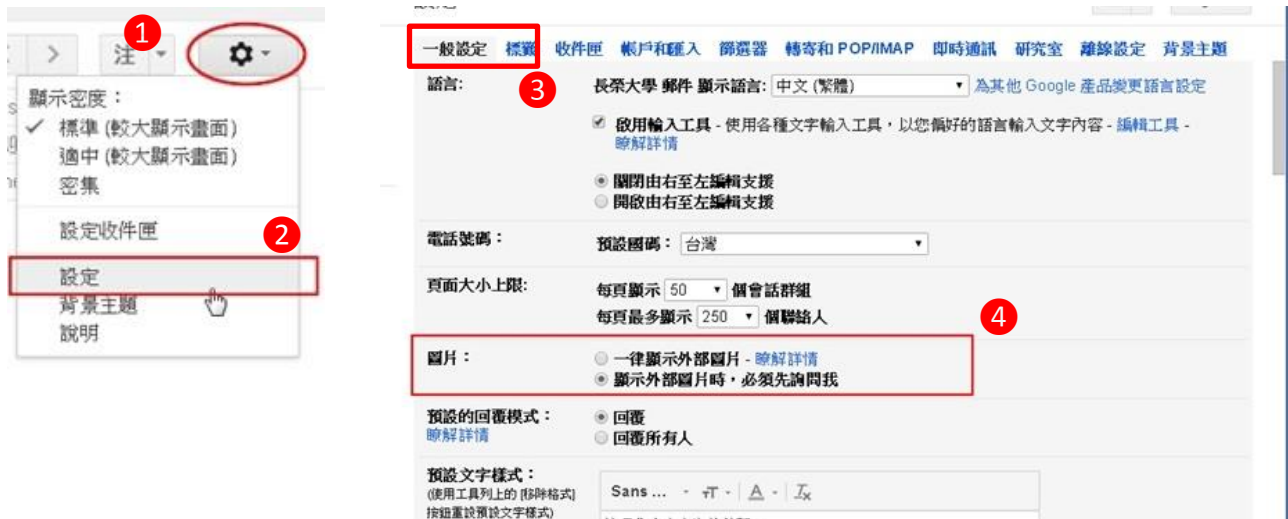 1
注
顯示密度：
✓ 標準 (較大顯示畫面)
適中 (較大顯示畫面)
密集
設定收件匣
2
設定
背景主題
說明
一般設定 標籤 收件匣 帳戶和匯入 篩選器 轉寄和 POP/IMAP 即時通訊 研究室 離線設定 背景主題
3
語言: 長榮大學 郵件 顯示語言: 中文 (繁體) 為其他 Google 產品變更語言設定
啟用輸入工具 - 使用各種文字輸入工具，以您偏好的語言輸入文字內容 - 編輯工具 -
瞭解詳情
關閉由右至左編輯支援
開啟由右至左編輯支援
電話號碼： 預設國碼： 台灣
頁面大小上限: 每頁顯示 50 個會話群組
每頁最多顯示 250 個聯絡人
4
圖片： 一律顯示外部圖片 - 瞭解詳情
顯示外部圖片時，必須先詢問我
預設的回覆模式： 回覆
瞭解詳情 回覆所有人
預設文字樣式：
(使用工具列上的 [移除格式] Sans ... - тT - A - Tx
按鈕重設預設文字樣式)